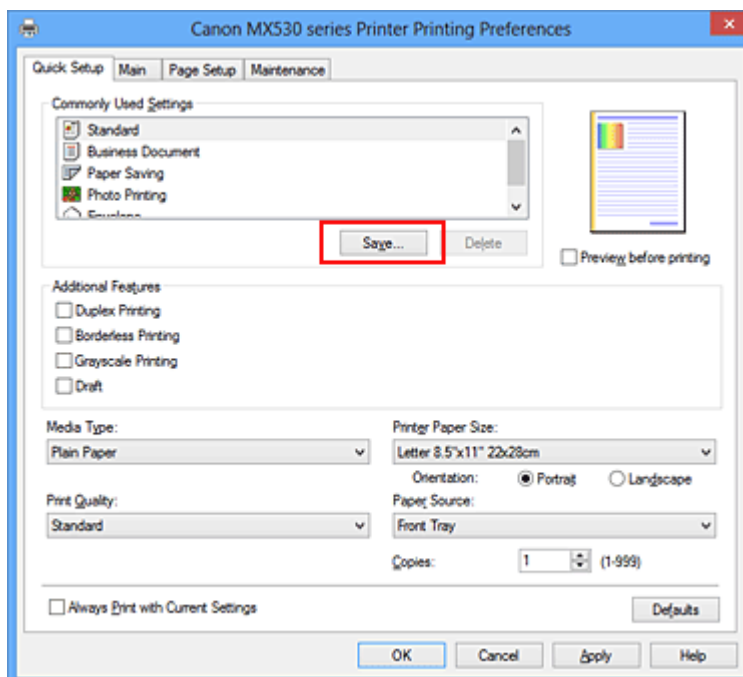 Canon MX530 series Printer Printing Preferences
Quick Setup Main Page Setup Maintenance
Commonly Used Settings
Standard
Business Document
Paper Saving
Photo Printing
Envelope
Save... Delete
Preview before printing
Additional Features
Duplex Printing
Borderless Printing
Grayscale Printing
Draft
Media Type:
Plain Paper
Printer Paper Size:
Letter 8.5"x11" 22x28cm
Orientation: Portrait Landscape
Print Quality:
Standard
Paper Source:
Front Tray
Copies: 1 (1-999)
Always Print with Current Settings
Defaults
OK Cancel Apply Help